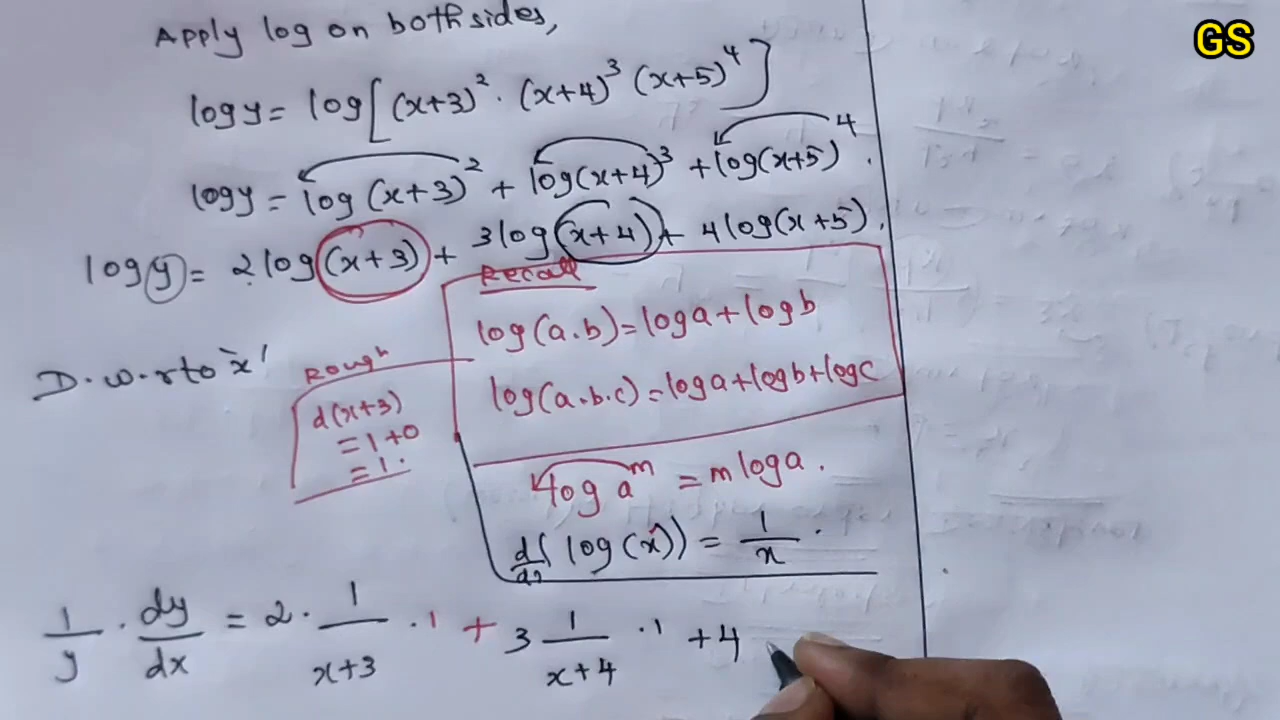 GS
Apply log on both sides,
log y = log[(x+3)² · (x+4)³ (x+5)⁴]
log y = log (x+3)² + log(x+4)³ + log(x+5)⁴.
log y = 2 log (x+3) + 3 log (x+4) + 4 log(x+5).
Recall
log(a.b) = log a + log b
log(a.b.c) = log a + log b + log c
D.w.r to 'x'
Rough
d(x+3)
= 1+0
= 1.
log aᵐ = m log a.
d/dx (log(x)) = 1/x .
1/y · dy/dx = 2 · 1/x+3 · 1 + 3 1/x+4 · 1 + 4